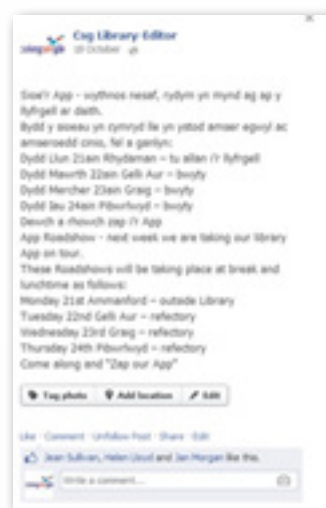 Csg Library-Editor
18 October
Sioe'r App - wythnos nesaf, rydym yn mynd ag ap y
llyfrgell ar daith.
Bydd y sioeau yn cymryd lle yn ystod amser egwyl ac
amseroedd cinio, fel a ganlyn:
Dydd Llun 21ain Rhydaman – tu allan i'r llyfrgell
Dydd Mawrth 22ain Gelli Aur – bwyty
Dydd Mercher 23ain Graig – bwyty
Dydd Iau 24ain Pibwrlwyd – bwyty
Dewch a rhowch zap i'r App
App Roadshow - next week we are taking our library
App on tour.
These Roadshows will be taking place at break and
lunchtime as follows:
Monday 21st Ammanford – outside Library
Tuesday 22nd Gelli Aur – refectory
Wednesday 23rd Graig – refectory
Thursday 24th Pibwrlwyd – refectory
Come along and "Zap our App"
Tag photo Add location Edit
Like · Comment · Unfollow Post · Share · Edit
Jean Sullivan, Helen Lloyd and Jan Morgan like this.
Write a comment...